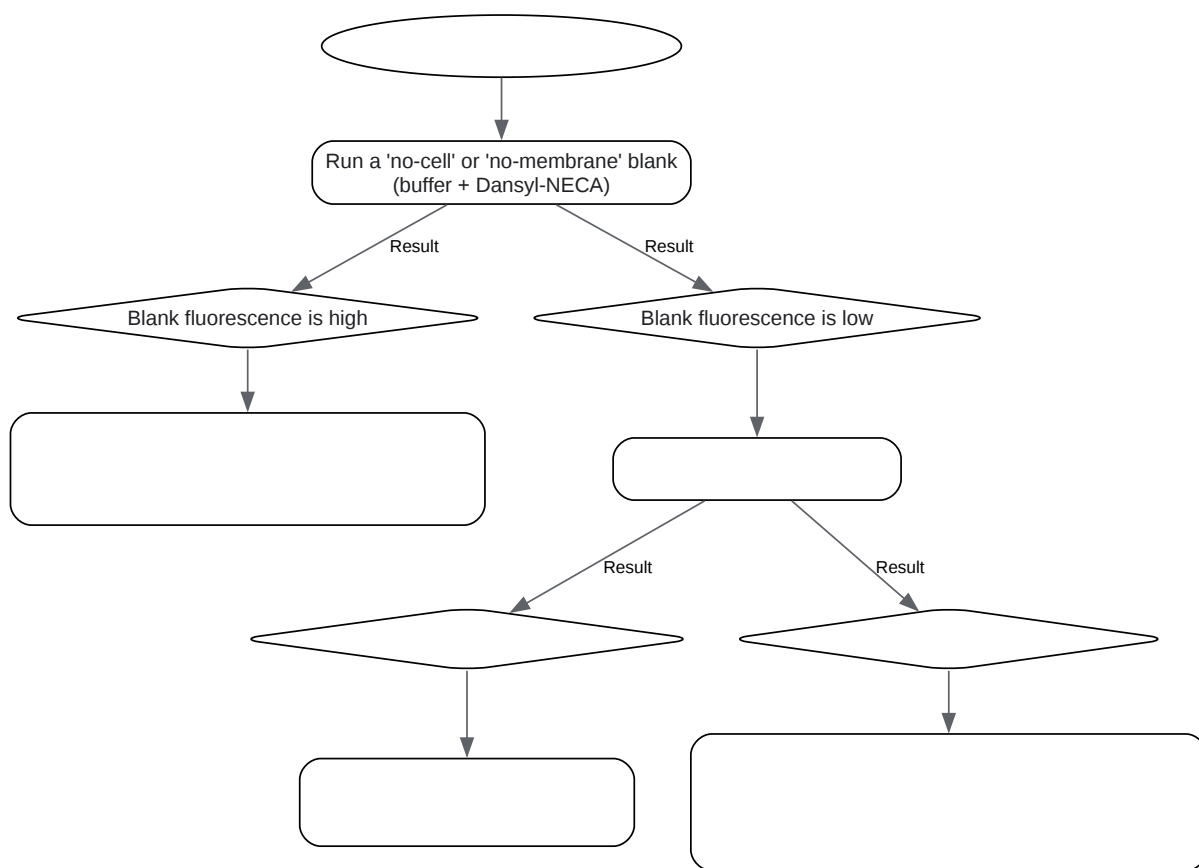 Run a 'no-cell' or 'no-membrane' blank
(buffer + Dansyl-NECA)
Result
Result
Blank fluorescence is high
Blank fluorescence is low
Result
Result